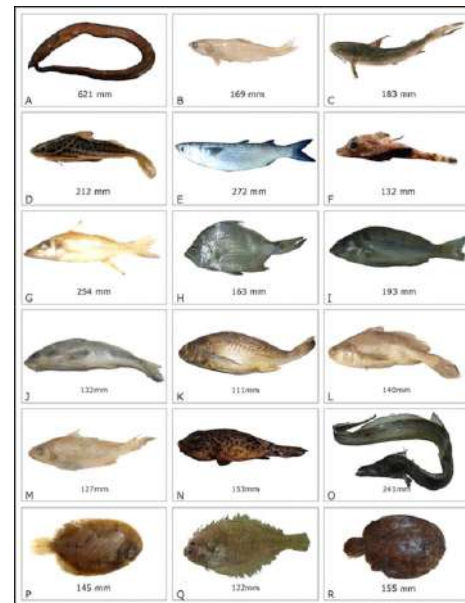 A
621 mm
B
169 mm
C
183 mm
D
212 mm
E
272 mm
F
132 mm
G
254 mm
H
163 mm
I
193 mm
J
132mm
K
111mm
L
140mm
M
127mm
N
153mm
O
241mm
P
145 mm
Q
122mm
R
155 mm